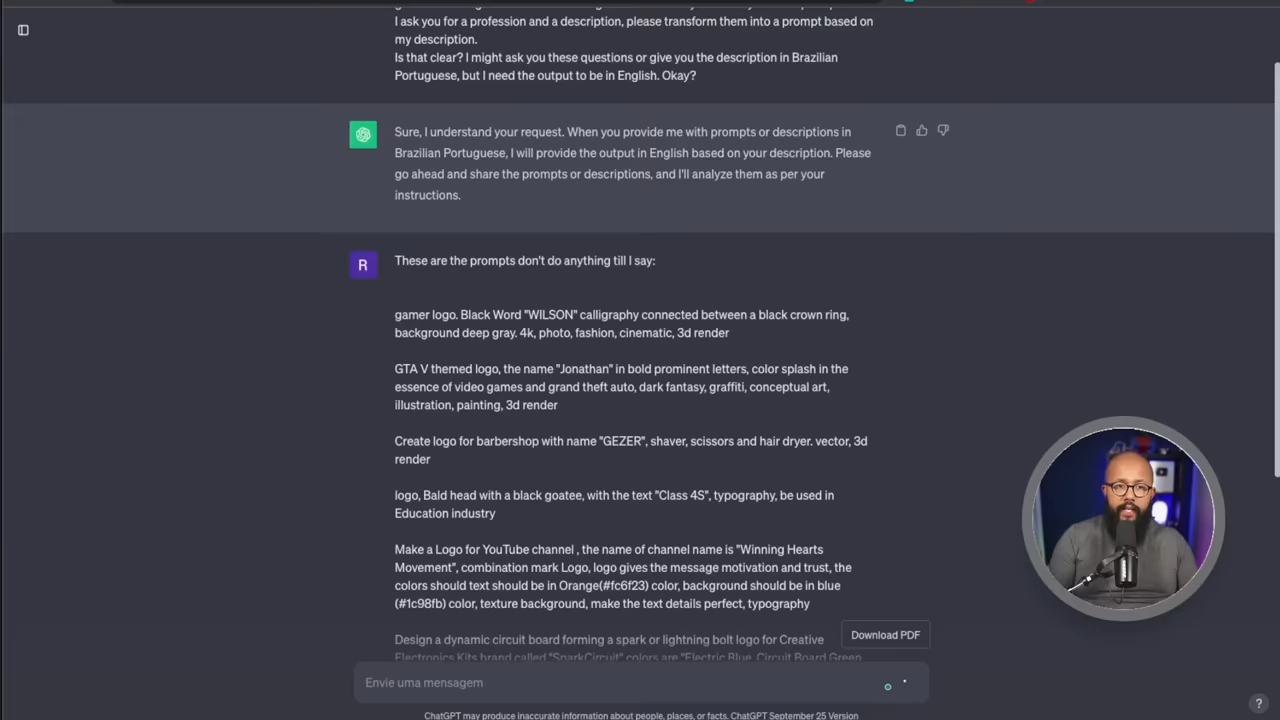 I ask you for a profession and a description, please transform them into a prompt based on
my description.
Is that clear? I might ask you these questions or give you the description in Brazilian
Portuguese, but I need the output to be in English. Okay?
Sure, I understand your request. When you provide me with prompts or descriptions in
Brazilian Portuguese, I will provide the output in English based on your description. Please
go ahead and share the prompts or descriptions, and I'll analyze them as per your
instructions.
R
These are the prompts don't do anything till I say:
gamer logo. Black Word "WILSON" calligraphy connected between a black crown ring,
background deep gray. 4k, photo, fashion, cinematic, 3d render
GTA V themed logo, the name "Jonathan" in bold prominent letters, color splash in the
essence of video games and grand theft auto, dark fantasy, graffiti, conceptual art,
illustration, painting, 3d render
Create logo for barbershop with name "GEZER", shaver, scissors and hair dryer. vector, 3d
render
logo, Bald head with a black goatee, with the text "Class 4S", typography, be used in
Education industry
Make a Logo for YouTube channel , the name of channel name is "Winning Hearts
Movement", combination mark Logo, logo gives the message motivation and trust, the
colors should text should be in Orange(#fc6f23) color, background should be in blue
(#1c98fb) color, texture background, make the text details perfect, typography
Download PDF
Design a dynamic circuit board forming a spark or lightning bolt logo for Creative
Electronics Kits brand called "SparkCircuit" colors are "Electric Blue, Circuit Board Green
Envie uma mensagem
ChatGPT may produce inaccurate information about people, places, or facts. ChatGPT September 25 Version
?